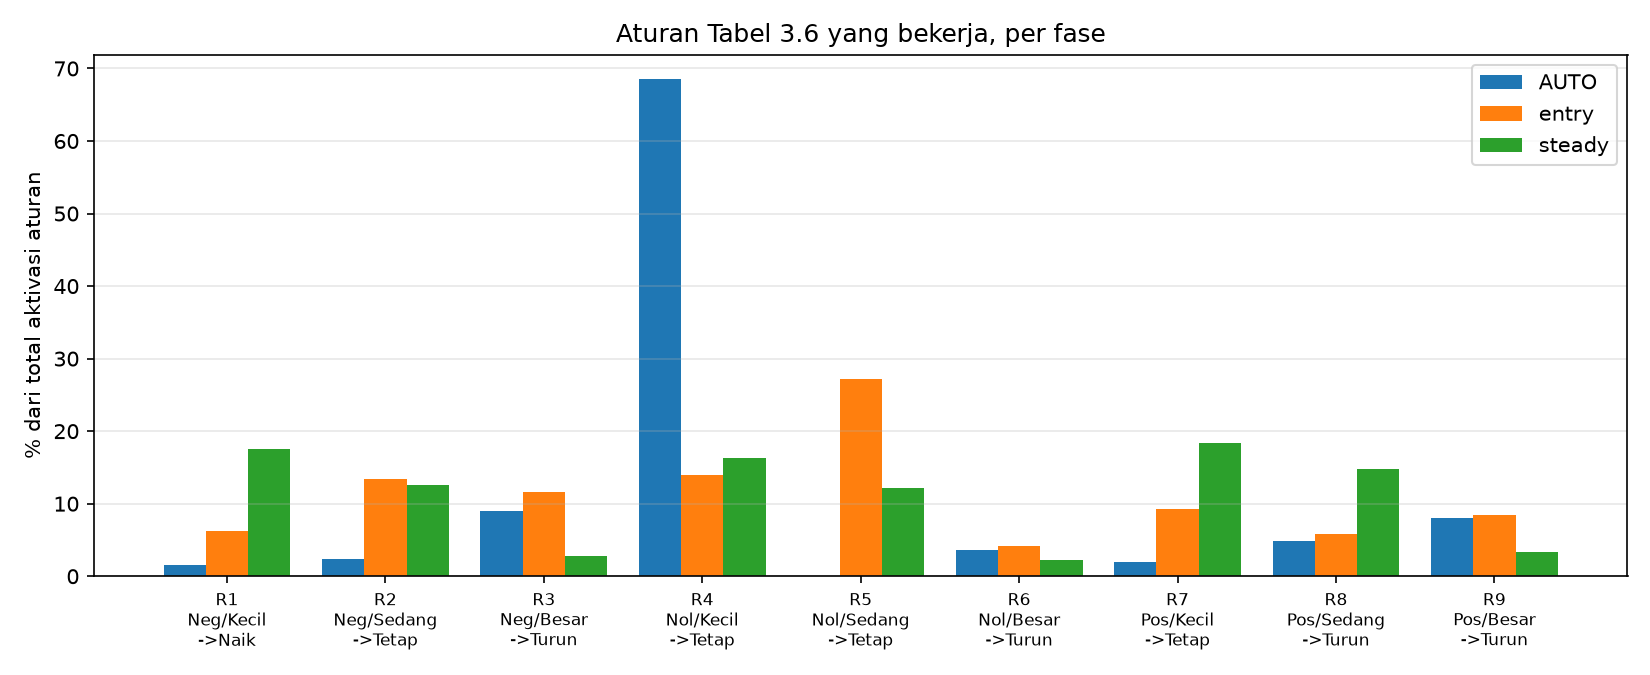 Aturan Tabel 3.6 yang bekerja, per fase
% dari total aktivasi aturan
70
60
50
40
30
20
10
0
AUTO
entry
steady
R1
Neg/Kecil
->Naik
R2
Neg/Sedang
->Tetap
R3
Neg/Besar
->Turun
R4
Nol/Kecil
->Tetap
R5
Nol/Sedang
->Tetap
R6
Nol/Besar
->Turun
R7
Pos/Kecil
->Tetap
R8
Pos/Sedang
->Turun
R9
Pos/Besar
->Turun